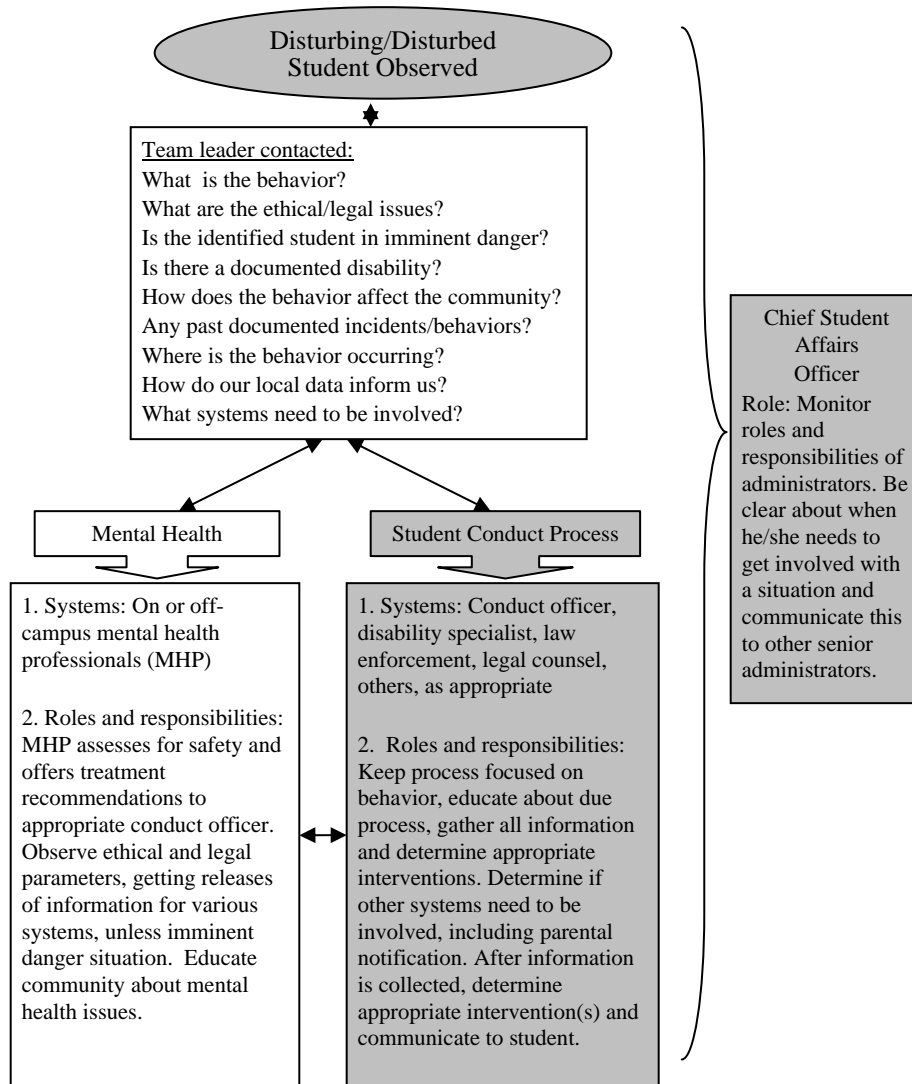 Disturbing/Disturbed
Student Observed
Team leader contacted:
What is the behavior?
What are the ethical/legal issues?
Is the identified student in imminent danger?
Is there a documented disability?
How does the behavior affect the community?
Any past documented incidents/behaviors?
Where is the behavior occurring?
How do our local data inform us?
What systems need to be involved?
Mental Health
1. Systems: On or off-
campus mental health
professionals (MHP)
2. Roles and responsibilities:
MHP assesses for safety and
offers treatment
recommendations to
appropriate conduct officer.
Observe ethical and legal
parameters, getting releases
of information for various
systems, unless imminent
danger situation. Educate
community about mental
health issues.
Student Conduct Process
1. Systems: Conduct officer,
disability specialist, law
enforcement, legal counsel,
others, as appropriate
2. Roles and responsibilities:
Keep process focused on
behavior, educate about due
process, gather all information
and determine appropriate
interventions. Determine if
other systems need to be
involved, including parental
notification. After information
is collected, determine
appropriate intervention(s) and
communicate to student.
Chief Student
Affairs
Officer
Role: Monitor
roles and
responsibilities of
administrators. Be
clear about when
he/she needs to
get involved with
a situation and
communicate this
to other senior
administrators.